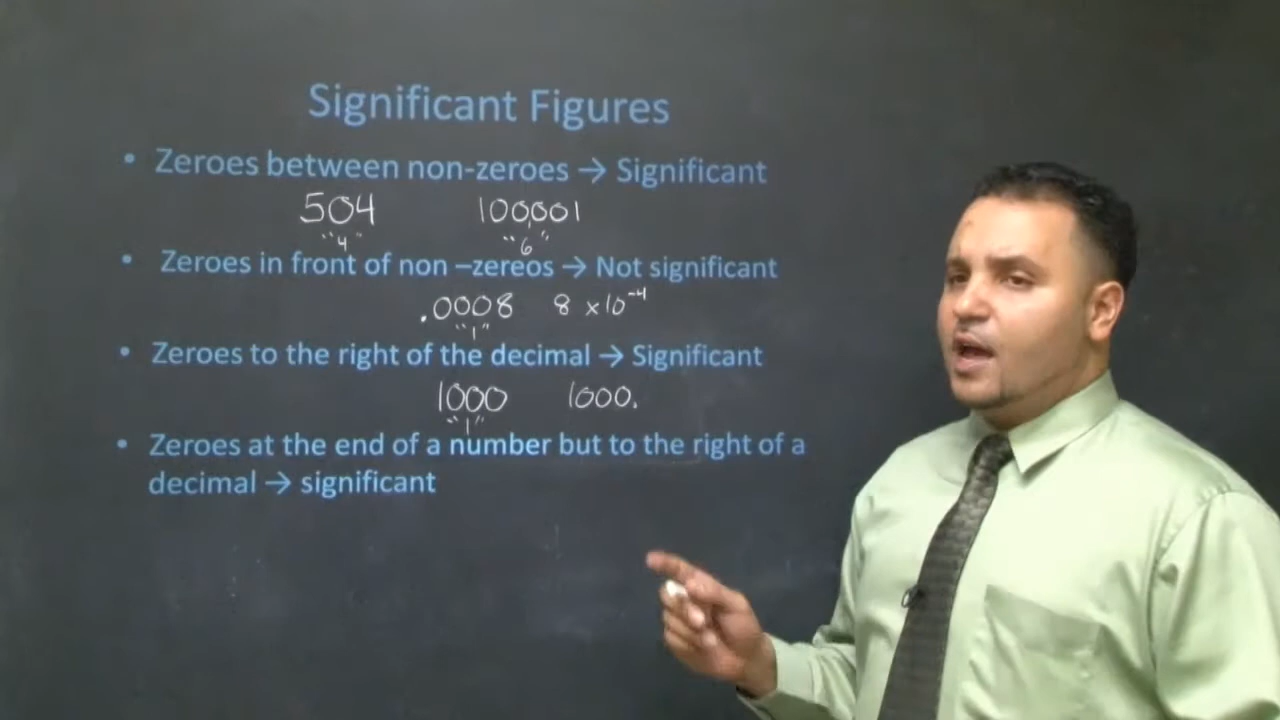 Significant Figures
• Zeroes between non-zeroes → Significant
504 100,001
"4" "6"
• Zeroes in front of non –zereos → Not significant
.0008 8 x10⁻⁴
"1"
• Zeroes to the right of the decimal → Significant
1000 1000.
"1"
• Zeroes at the end of a number but to the right of a
decimal → significant